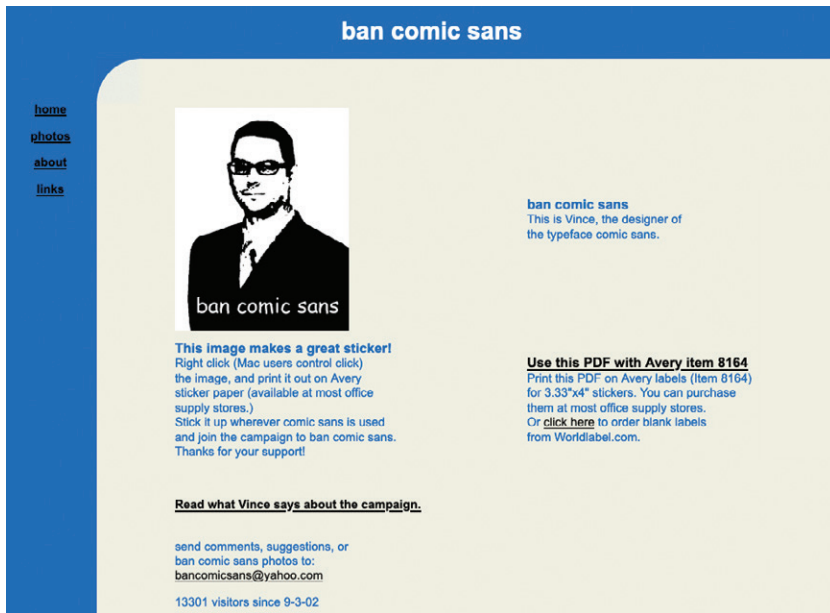 ban comic sans
home
photos
about
links
ban comic sans
ban comic sans
This is Vince, the designer of
the typeface comic sans.
This image makes a great sticker!
Right click (Mac users control click)
the image, and print it out on Avery
sticker paper (available at most office
supply stores.)
Stick it up wherever comic sans is used
and join the campaign to ban comic sans.
Thanks for your support!
Use this PDF with Avery item 8164
Print this PDF on Avery labels (Item 8164)
for 3.33"x4" stickers. You can purchase
them at most office supply stores.
Or click here to order blank labels
from Worldlabel.com.
Read what Vince says about the campaign.
send comments, suggestions, or
ban comic sans photos to:
bancomicsans@yahoo.com
13301 visitors since 9-3-02